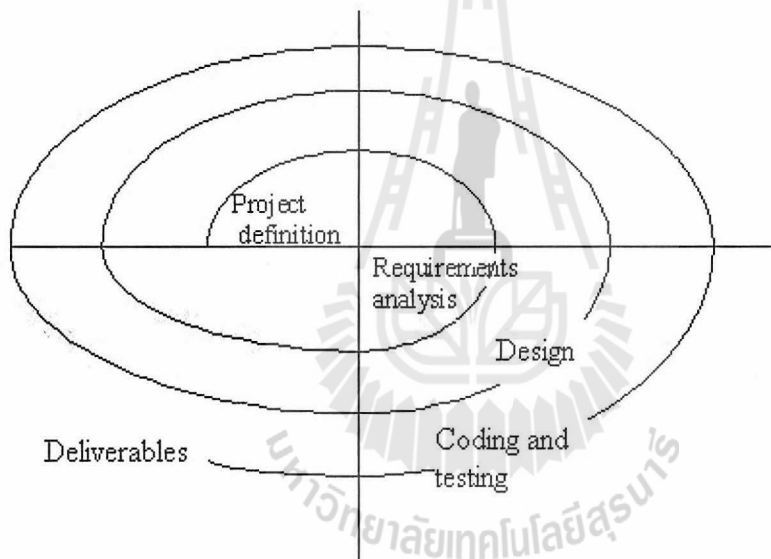 Project
definition
Requirements
analysis
Design
Coding and
testing
Deliverables
มหาวิทยาลัยเทคโนโลยีสุรนารี